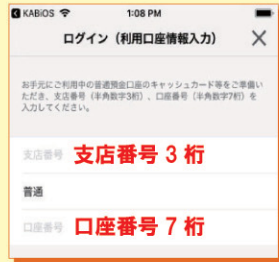 KABiOS 1:08 PM
ログイン（利用口座情報入力）
お手元にご利用中の普通預金口座のキャッシュカード等をご準備い
ただき、支店番号（半角数字3桁）、口座番号（半角数字7桁）を
入力してください。
支店番号 支店番号 3 桁
普通
口座番号 口座番号 7 桁